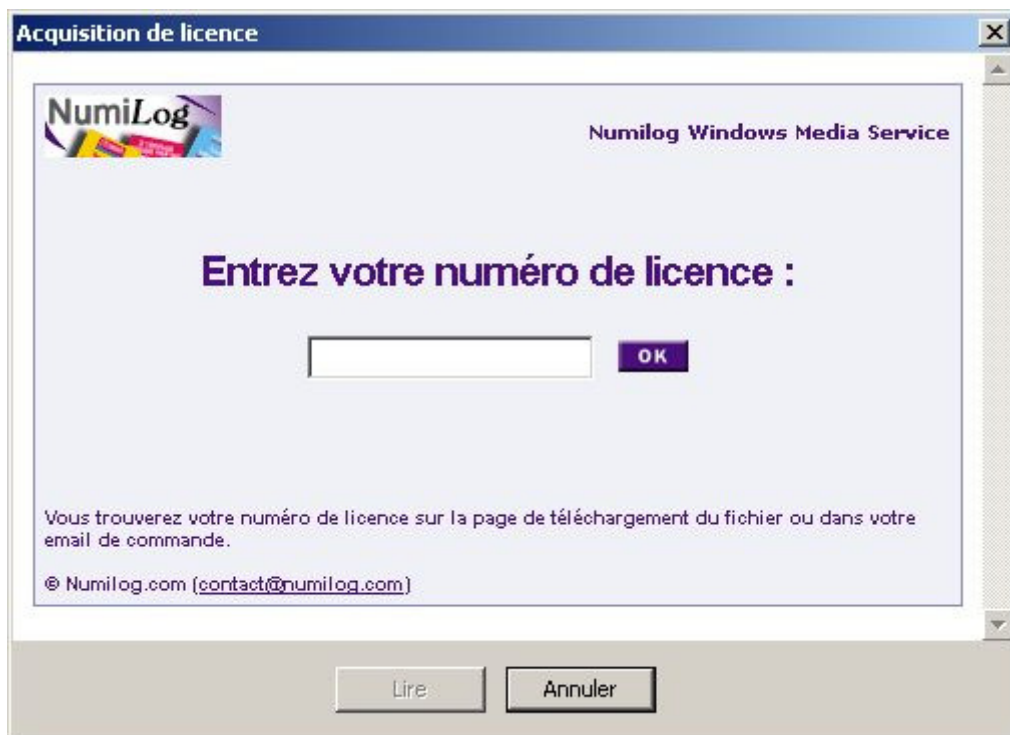 Acquisition de licence
NumiLog
Numilog Windows Media Service
Entrez votre numéro de licence :
OK
Vous trouverez votre numéro de licence sur la page de téléchargement du fichier ou dans votre
email de commande.
© Numilog.com (contact@numilog.com)
Lire
Annuler